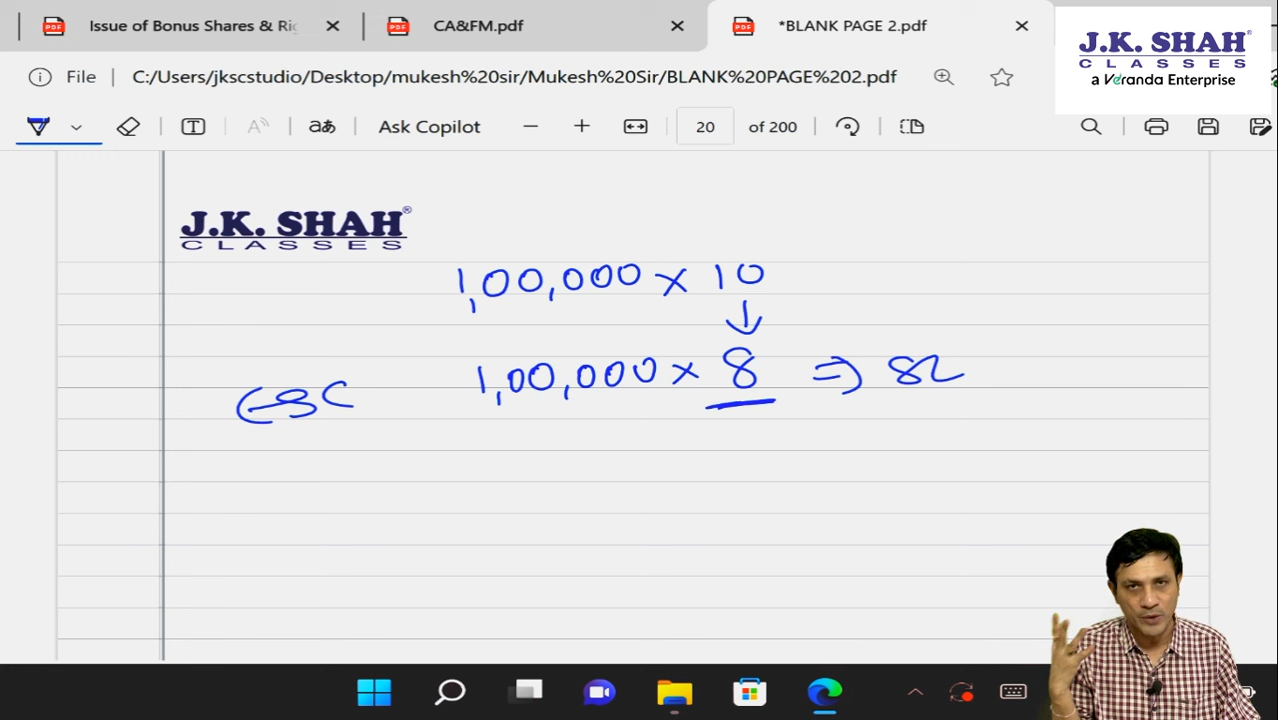 Issue of Bonus Shares & Rig
CA&FM.pdf
*BLANK PAGE 2.pdf
J.K. SHAH®
CLASSES
a Veranda Enterprise
File
C:/Users/jkscstudio/Desktop/mukesh%20sir/Mukesh%20Sir/BLANK%20PAGE%202.pdf
Ask Copilot
20 of 200
J.K. SHAH®
CLASSES
1,00,000 × 10
↓
1,00,000 × 8 ⇒ 8L
ESC